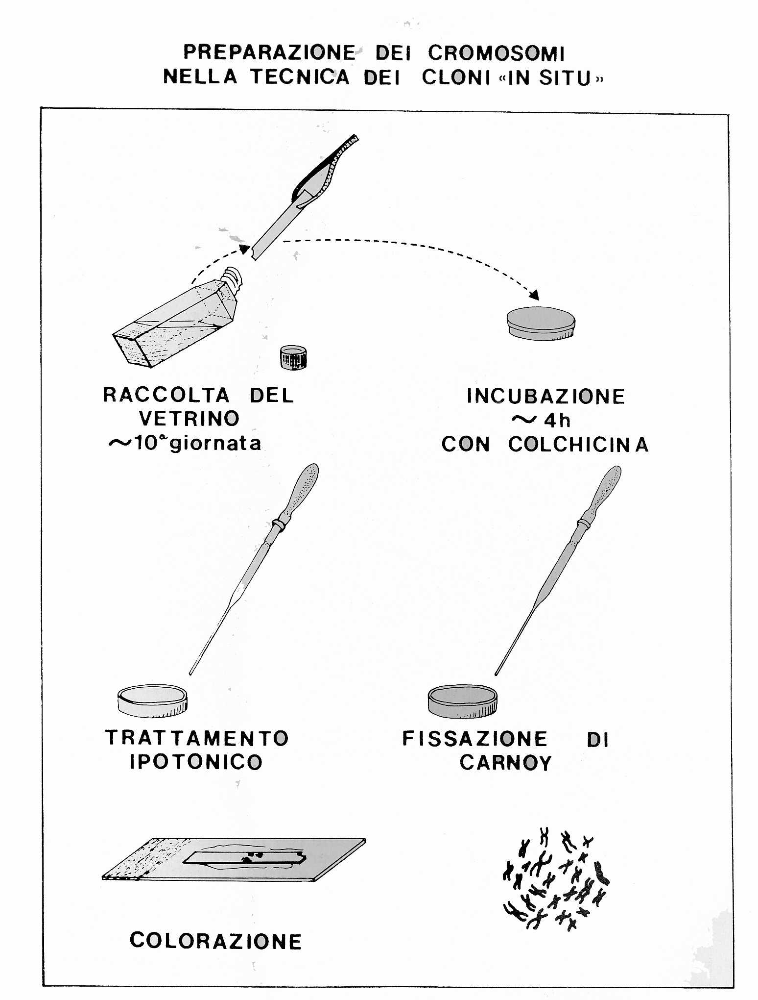 PREPARAZIONE DEI CROMOSOMI
NELLA TECNICA DEI CLONI «IN SITU»
RACCOLTA DEL
VETRINO
~10ª giornata
INCUBAZIONE
~ 4h
CON COLCHICINA
TRATTAMENTO
IPOTONICO
FISSAZIONE DI
CARNOY
COLORAZIONE